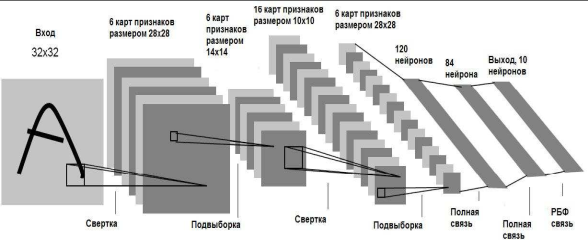 Вход
32x32
6 карт признаков
размером 28x28
6 карт
признаков
размером
14x14
16 карт признаков
размером 10x10
6 карт признаков
размером 28x28
120
нейронов
84
нейрона
Выход, 10
нейронов
Свертка
Подвыборка
Свертка
Подвыборка
Полная
связь
Полная
связь
РБФ
связь